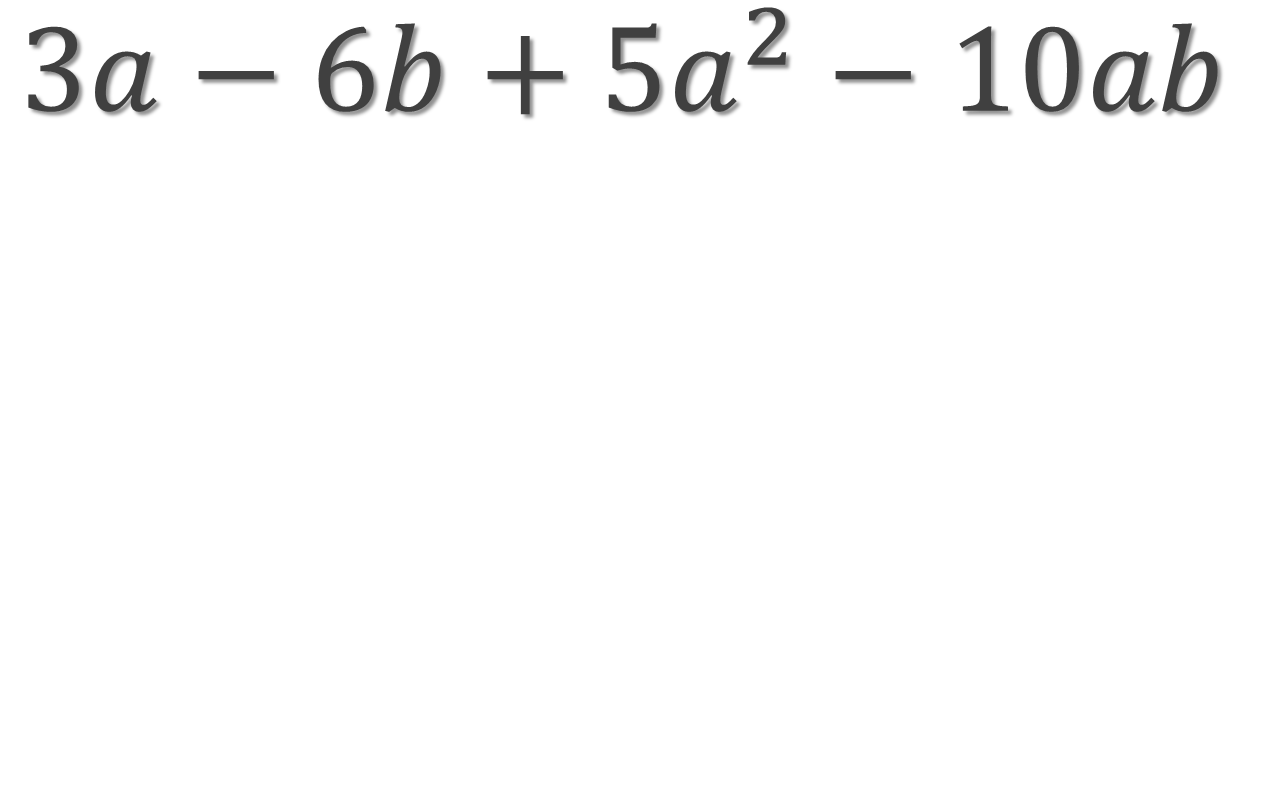 3a − 6b + 5a² − 10ab